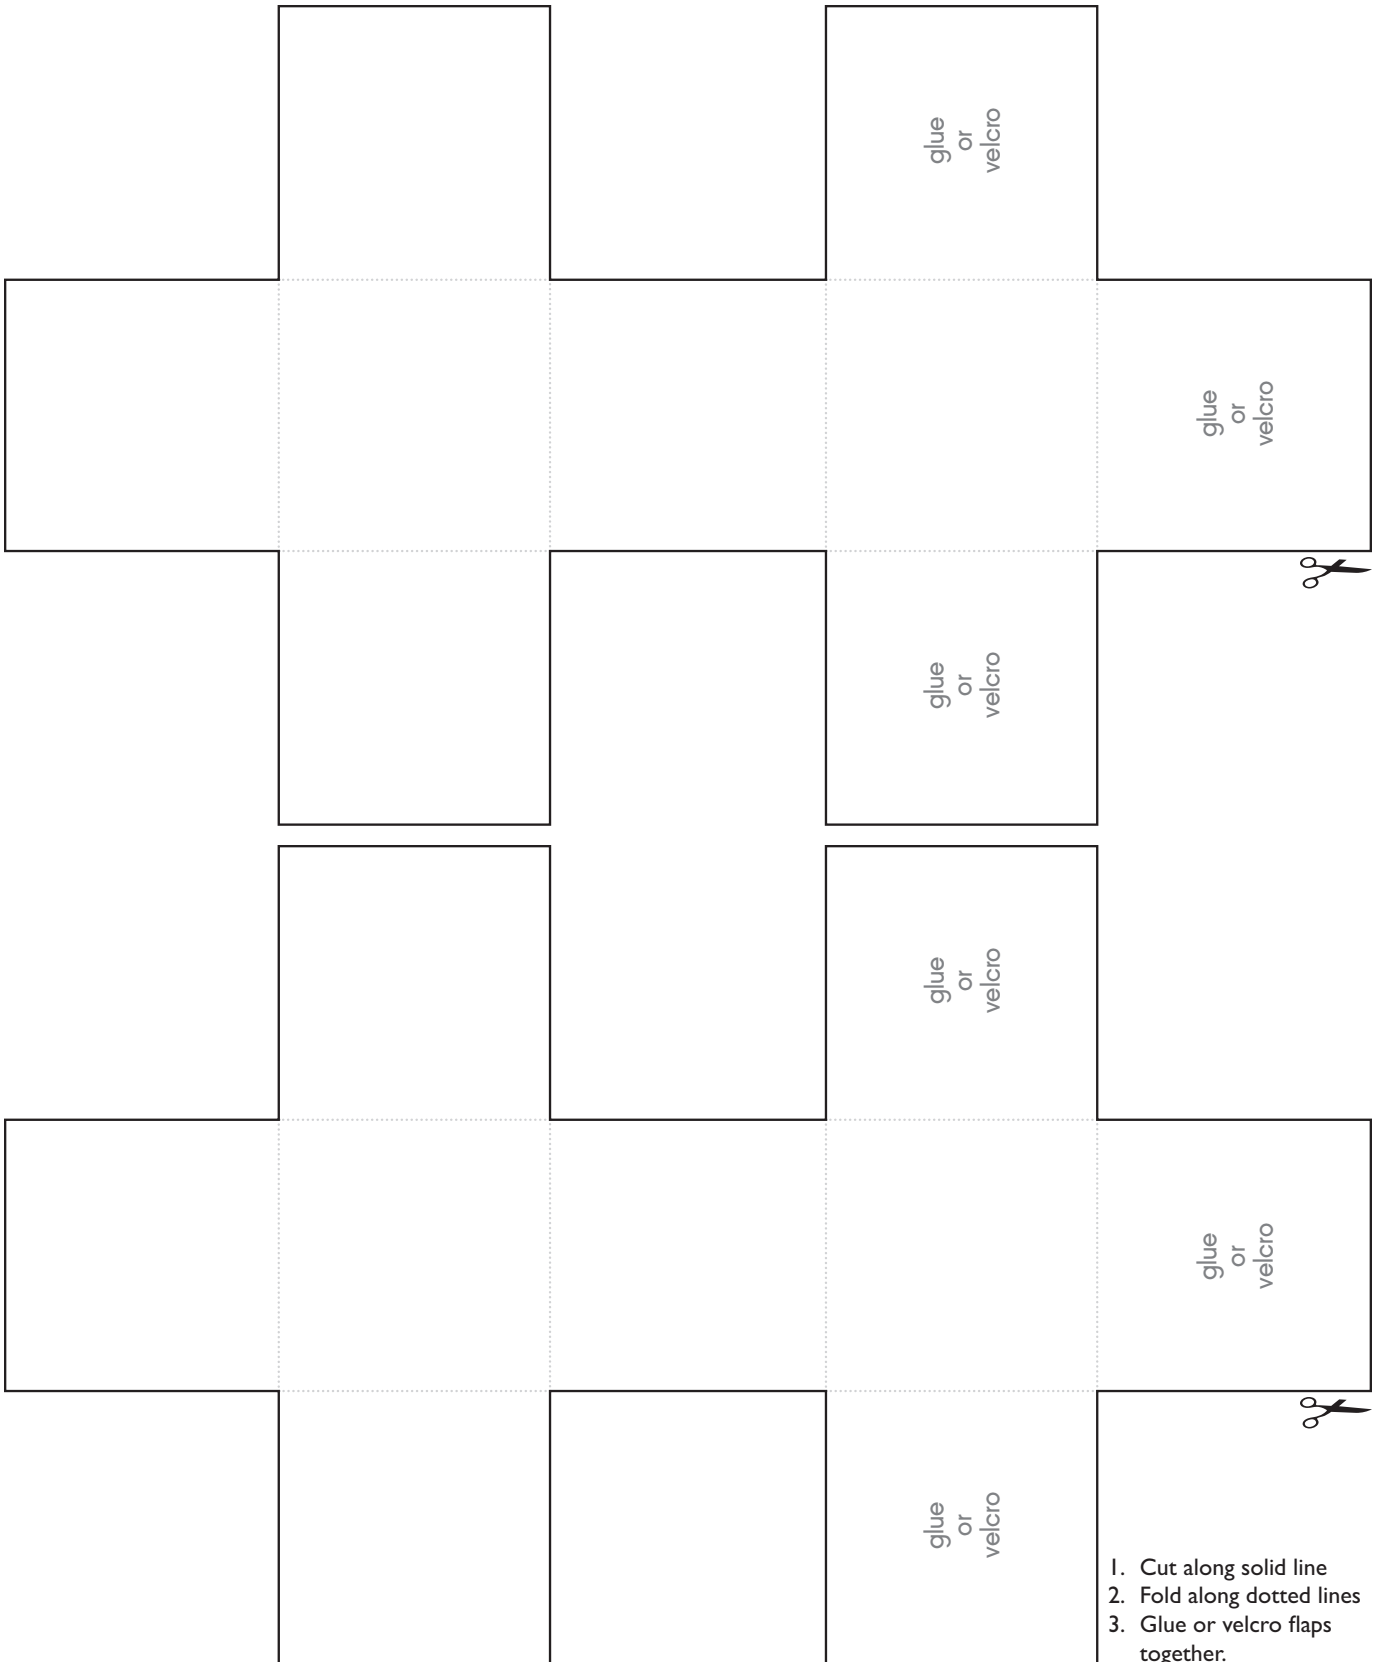 glue
or
velcro
glue
or
velcro
glue
or
velcro
glue
or
velcro
glue
or
velcro
glue
or
velcro
1. Cut along solid line
2. Fold along dotted lines
3. Glue or velcro flaps
together.